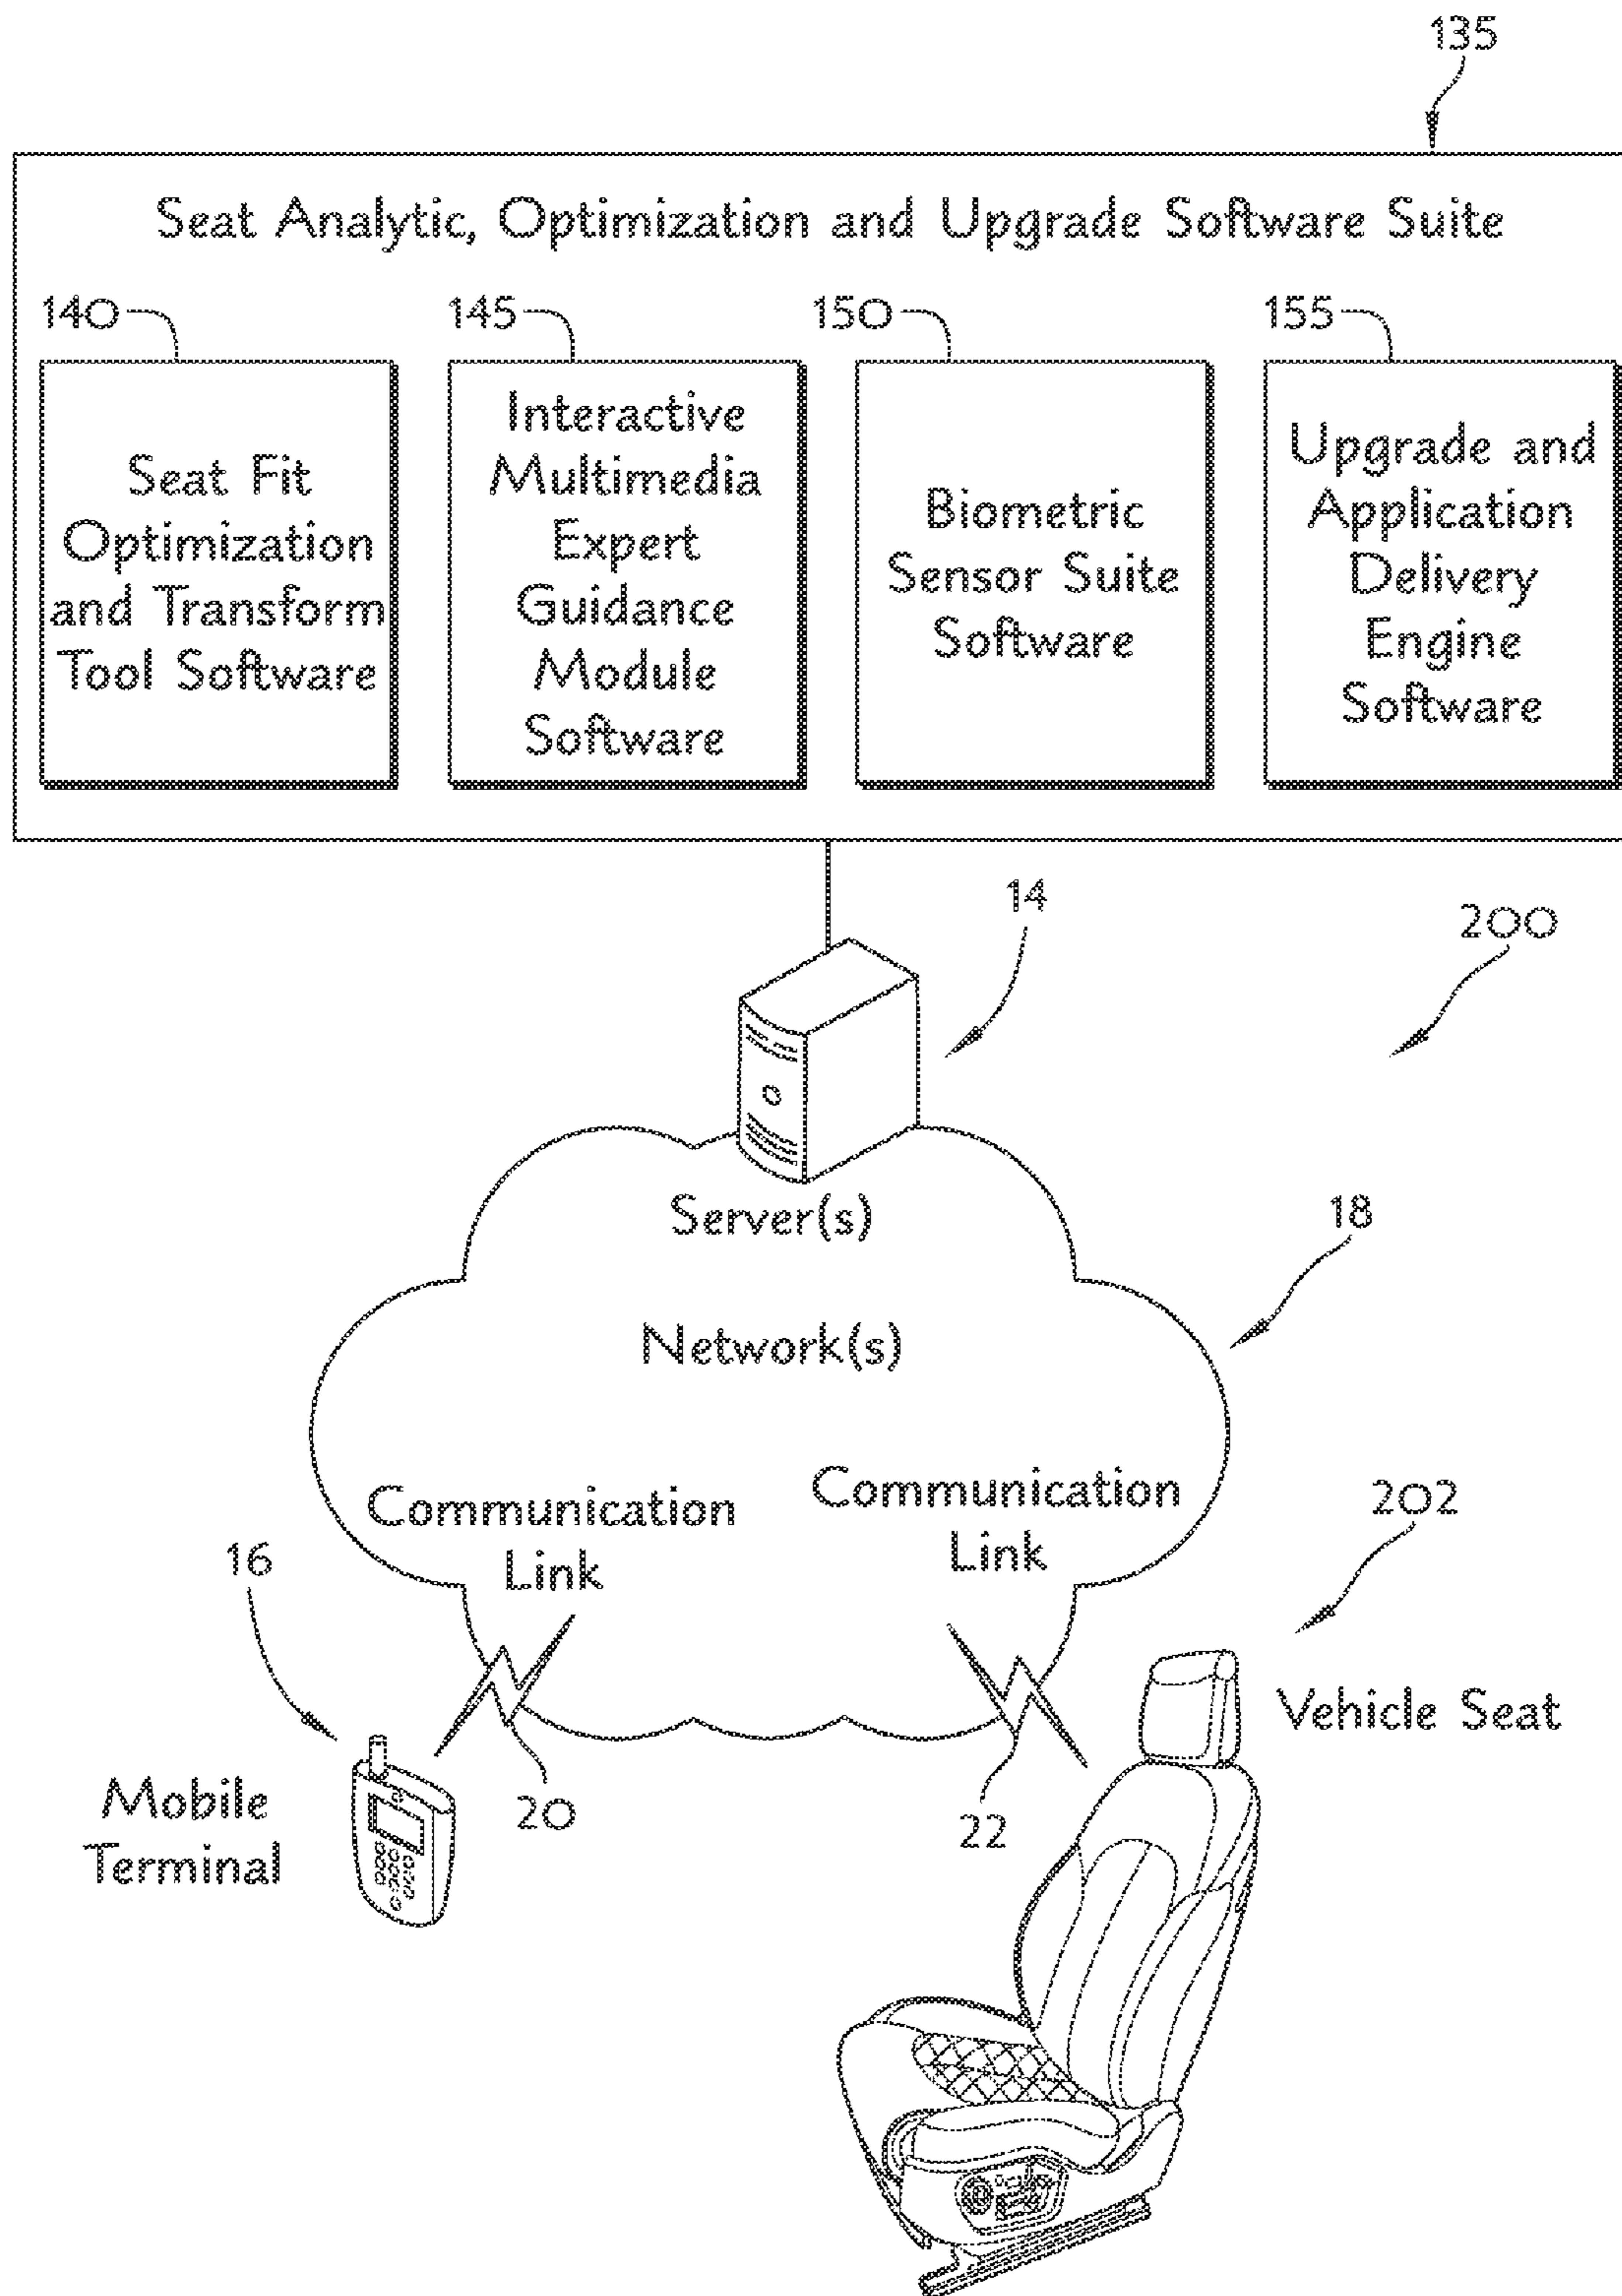 135
Seat Analytic, Optimization and Upgrade Software Suite
140
145
150
155
Seat Fit
Optimization
and Transform
Tool Software
Interactive
Multimedia
Expert
Guidance
Module
Software
Biometric
Sensor Suite
Software
Upgrade and
Application
Delivery
Engine
Software
14
200
Server(s)
18
Network(s)
Communication
Link
Communication
Link
202
16
Vehicle Seat
Mobile
Terminal
20
22